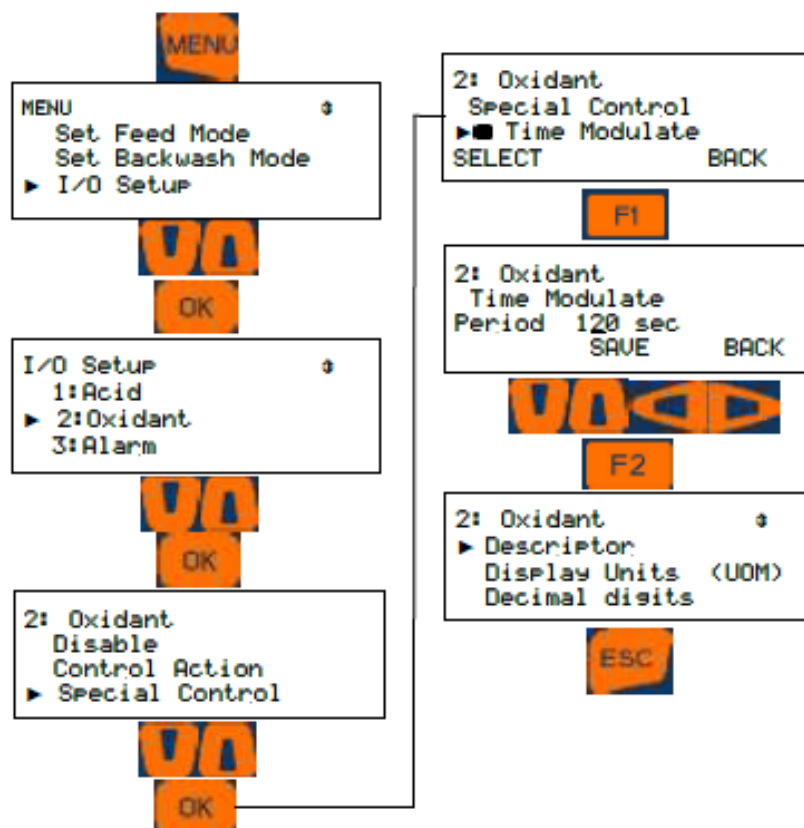 MENU
MENU
Set Feed Mode
Set Backwash Mode
I/O Setup
OK
I/O Setup
1:Acid
2:Oxidant
3:Alarm
OK
2: Oxidant
Disable
Control Action
Special Control
OK
2: Oxidant
Special Control
Time Modulate
SELECT BACK
F1
2: Oxidant
Time Modulate
Period 120 sec
SAVE BACK
F2
2: Oxidant
Descriptor
Display Units (UOM)
Decimal digits
ESC